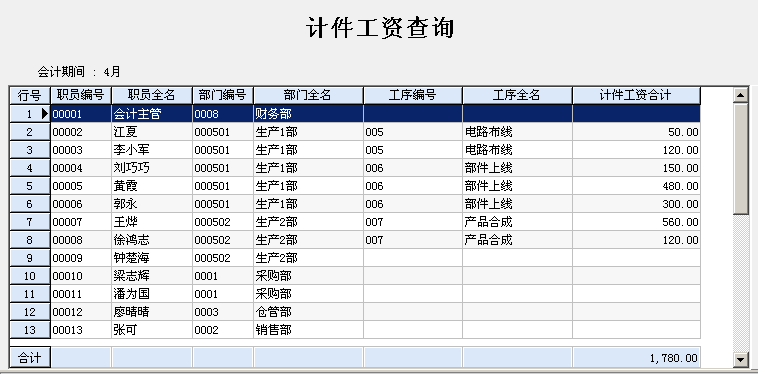 计件工资查询
会计期间 : 4月
行号 职员编号 职员全名 部门编号 部门全名 工序编号 工序全名 计件工资合计
1 00001 会计主管 0008 财务部
2 00002 江夏 000501 生产1部 005 电路布线 50.00
3 00003 李小军 000501 生产1部 005 电路布线 120.00
4 00004 刘巧巧 000501 生产1部 006 部件上线 150.00
5 00005 黄霞 000501 生产1部 006 部件上线 480.00
6 00006 郭永 000501 生产1部 006 部件上线 300.00
7 00007 王烨 000502 生产2部 007 产品合成 560.00
8 00008 徐鸿志 000502 生产2部 007 产品合成 120.00
9 00009 钟楚海 000502 生产2部
10 00010 梁志辉 0001 采购部
11 00011 潘为国 0001 采购部
12 00012 廖晴晴 0003 仓管部
13 00013 张可 0002 销售部
合计 1,780.00